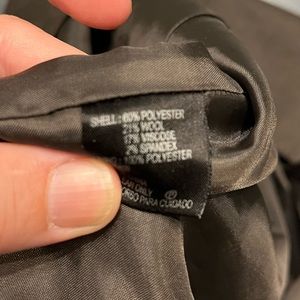 SHELL: 60% POLYESTER
21% WOOL
17% VISCOSE
2% SPANDEX
100% POLYESTER
ONLY
PARA CUIDADO